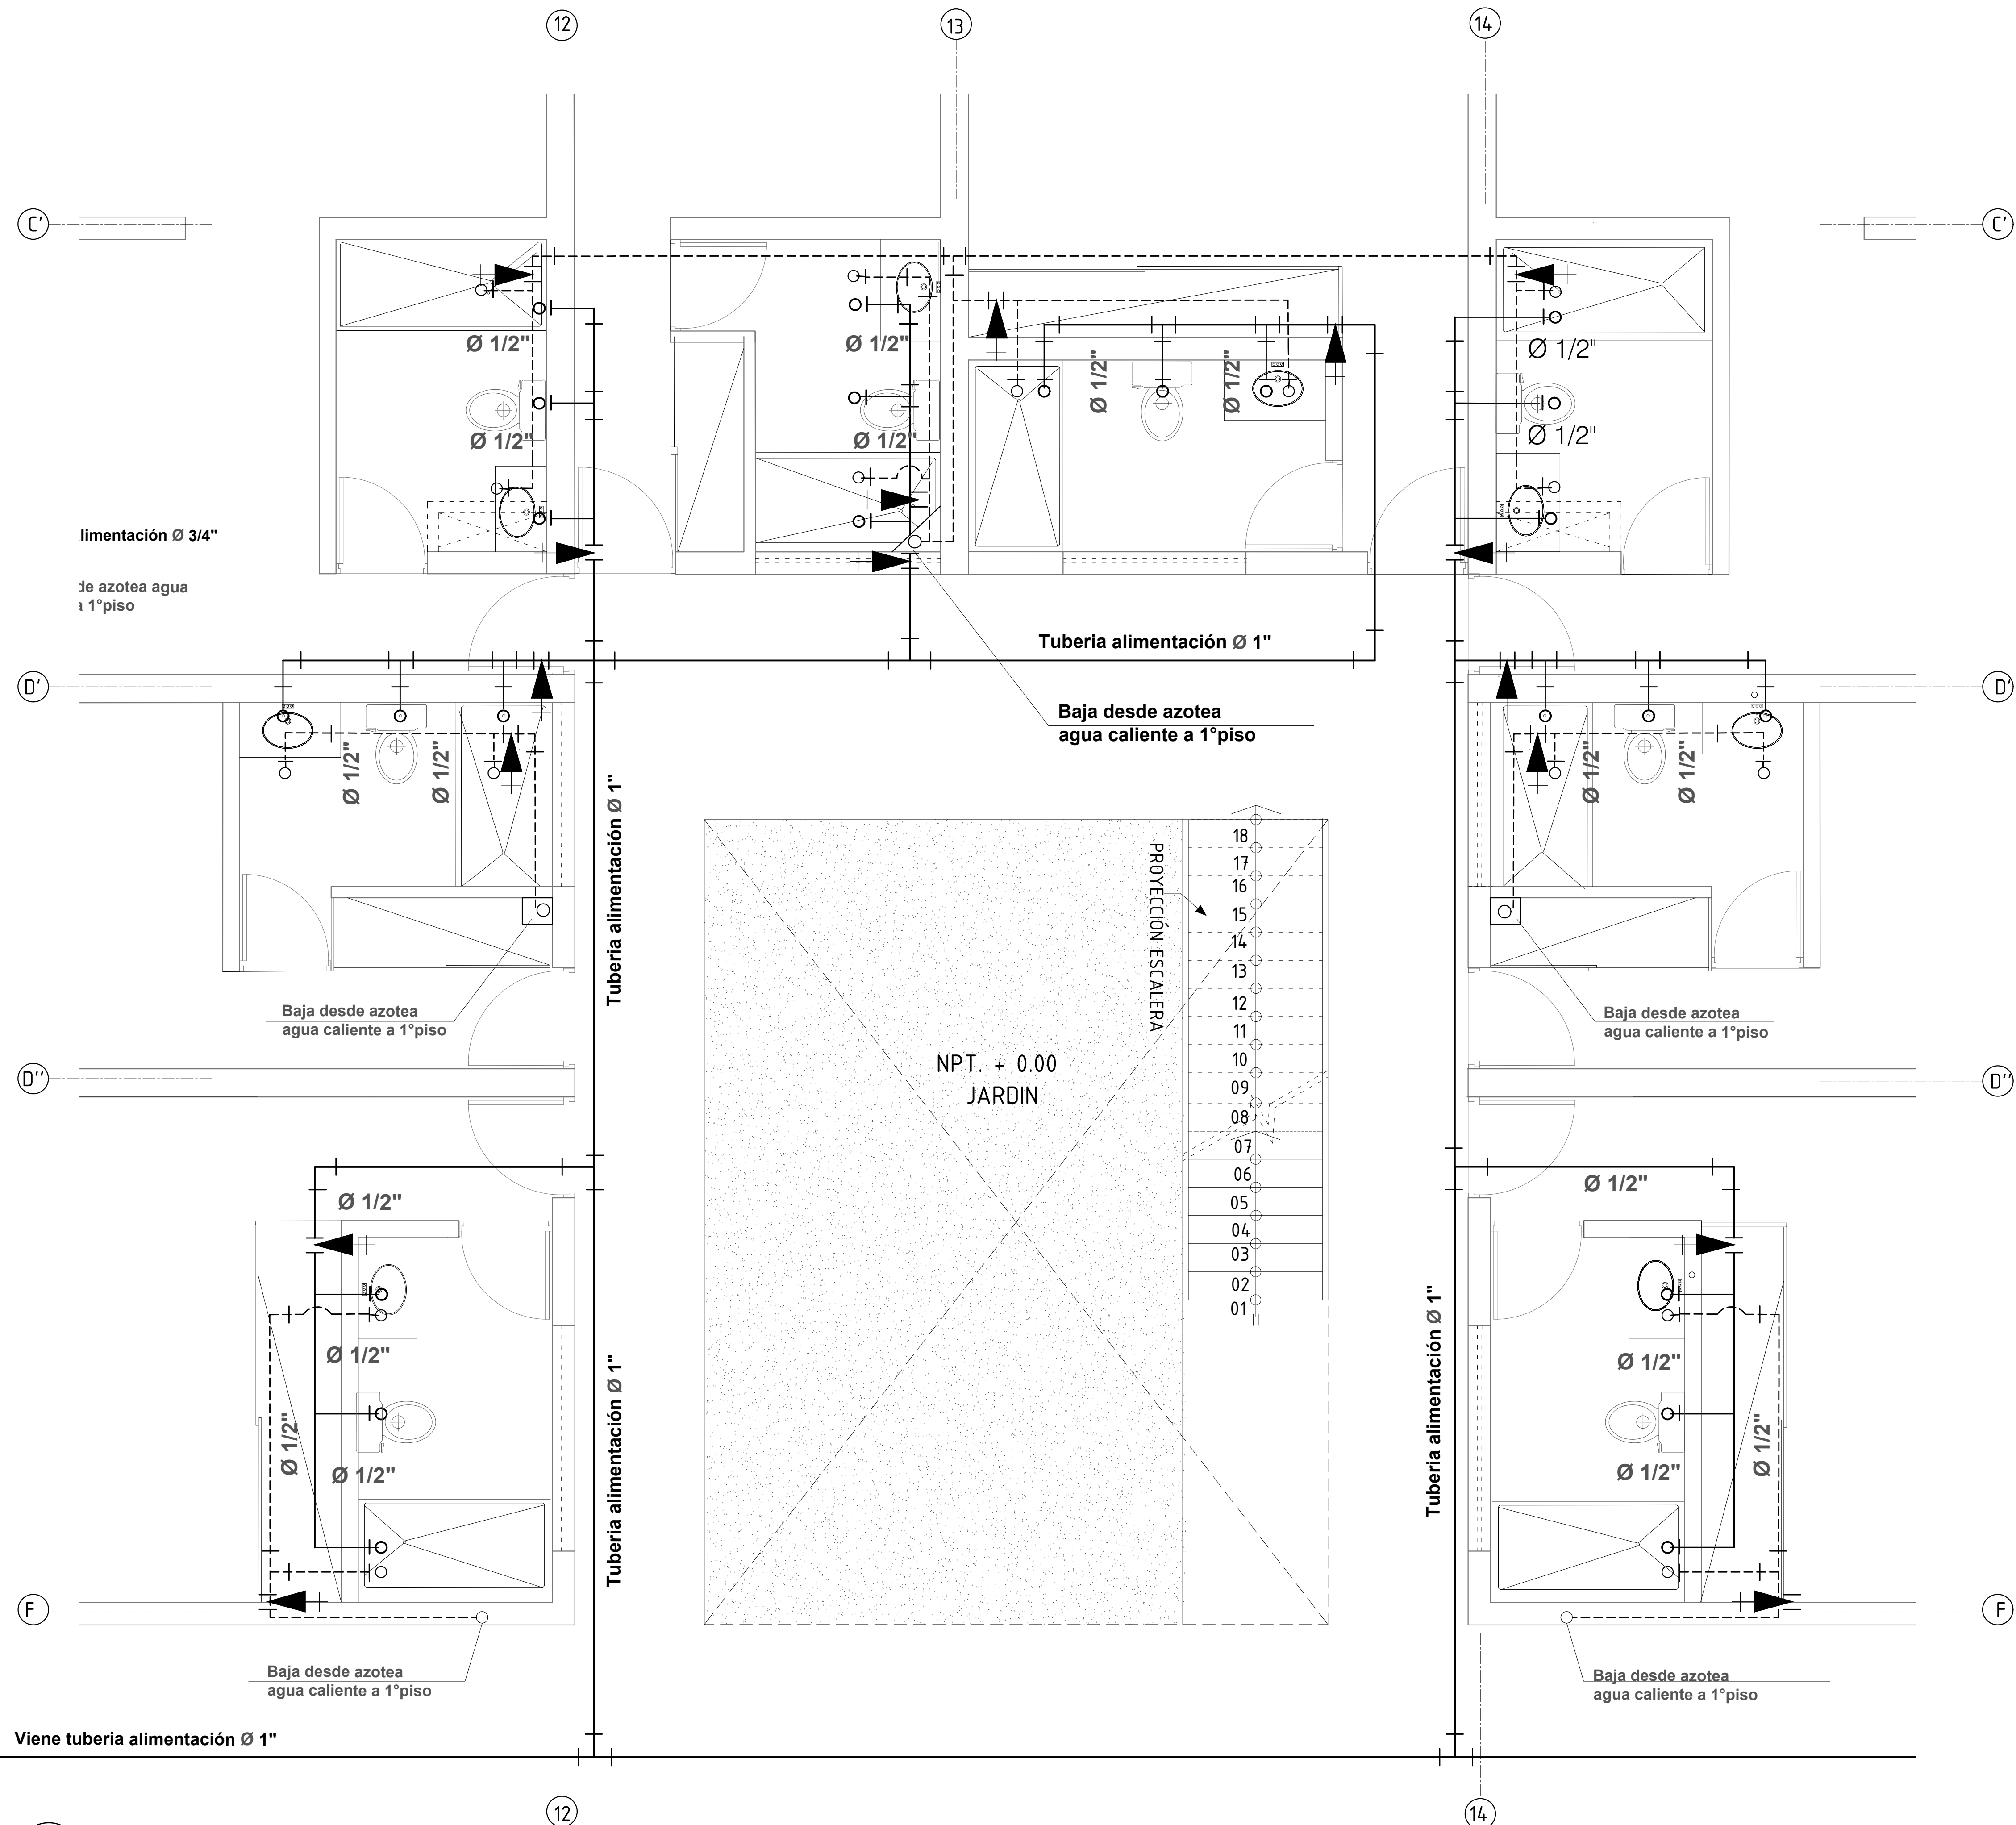 12
13
14
C'
C'
Ø 1/2"
Ø 1/2"
Ø 1/2"
Ø 1/2"
Ø 1/2"
Ø 1/2"
Ø 1/2"
Ø 1/2"
Ø 1/2"
Ø 1/2"
limentación Ø 3/4"
de azotea agua
1°piso
Tuberia alimentación Ø 1"
D'
D'
Baja desde azotea
agua caliente a 1°piso
Ø 1/2"
Ø 1/2"
Tuberia alimentación Ø 1"
Ø 1/2"
Ø 1/2"
PROYECCIÓN ESCALERA
18
17
16
15
14
13
12
11
10
09
08
07
06
05
04
03
02
01
Baja desde azotea
agua caliente a 1°piso
Baja desde azotea
agua caliente a 1°piso
NPT. + 0.00
JARDIN
D''
D''
Ø 1/2"
Ø 1/2"
Ø 1/2"
Ø 1/2"
Ø 1/2"
Tuberia alimentación Ø 1"
Tuberia alimentación Ø 1"
Ø 1/2"
Ø 1/2"
Ø 1/2"
F
F
Baja desde azotea
agua caliente a 1°piso
Baja desde azotea
agua caliente a 1°piso
Viene tuberia alimentación Ø 1"
12
14